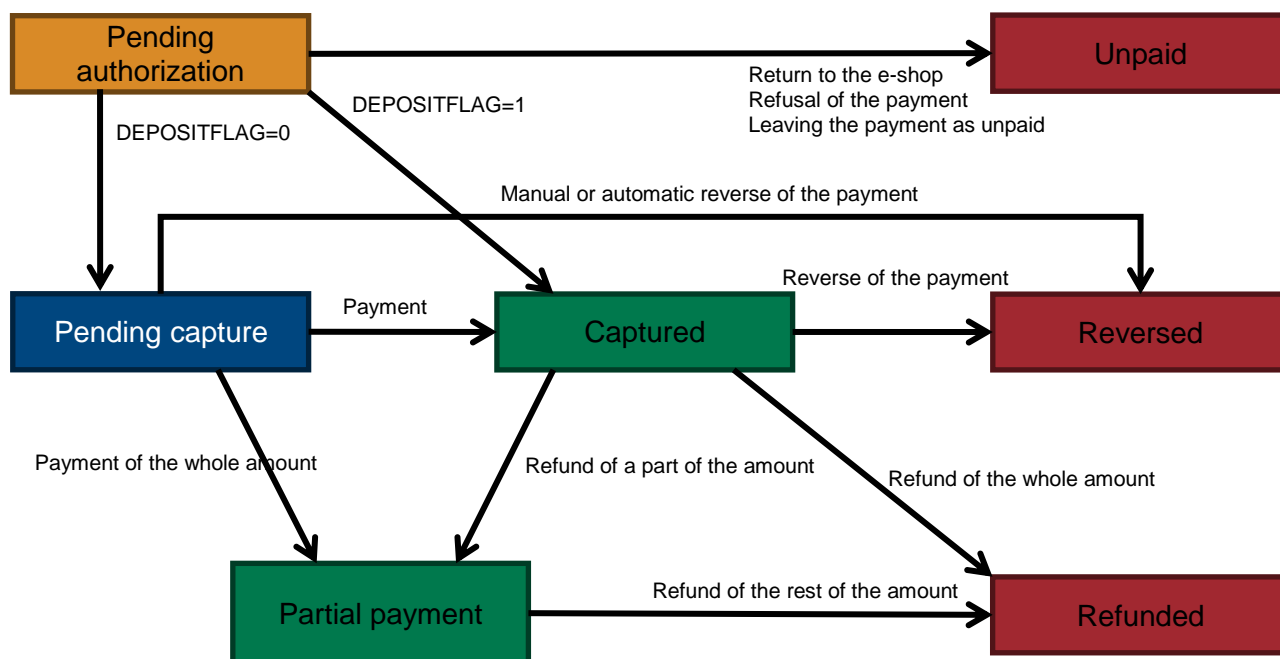 Pending
authorization
Unpaid
Return to the e-shop
Refusal of the payment
Leaving the payment as unpaid
DEPOSITFLAG=1
DEPOSITFLAG=0
Manual or automatic reverse of the payment
Reverse of the payment
Payment
Pending capture
Captured
Reversed
Payment of the whole amount
Refund of a part of the amount
Refund of the whole amount
Refund of the rest of the amount
Partial payment
Refunded